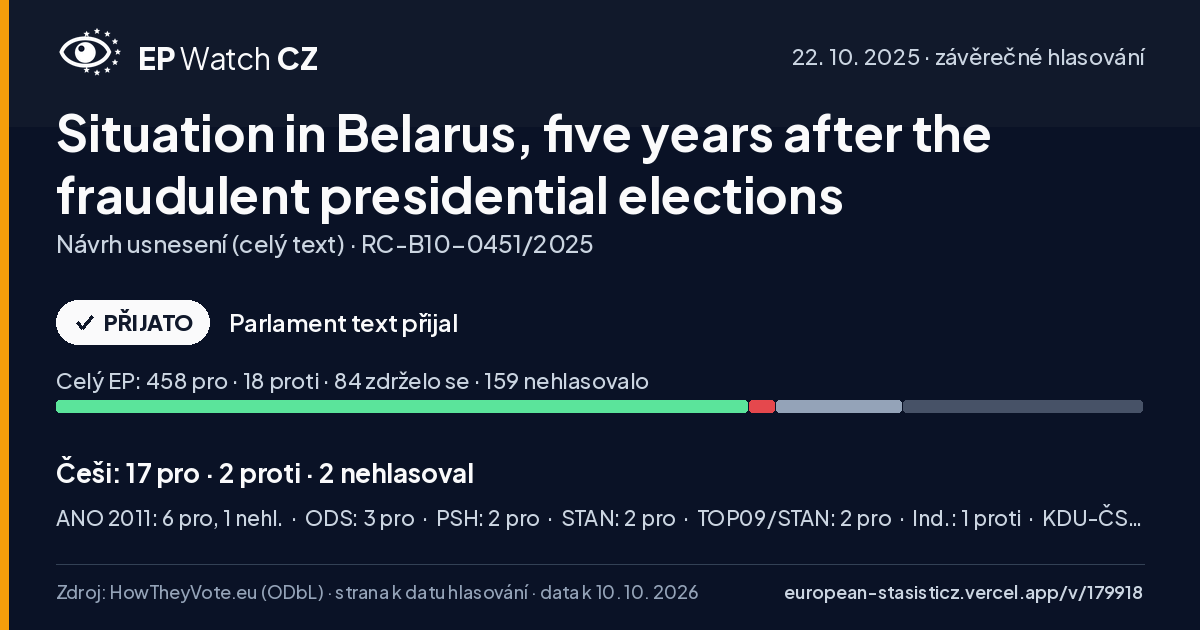 EP Watch CZ
22. 10. 2025 · závěrečné hlasování
Situation in Belarus, five years after the
fraudulent presidential elections
Návrh usnesení (celý text) · RC-B10-0451/2025
✓ PŘIJATO
Parlament text přijal
Celý EP: 458 pro · 18 proti · 84 zdrželo se · 159 nehlasovalo
Češi: 17 pro · 2 proti · 2 nehlasoval
ANO 2011: 6 pro, 1 nehl. · ODS: 3 pro · PSH: 2 pro · STAN: 2 pro · TOP09/STAN: 2 pro · Ind.: 1 proti · KDU-ČS…
Zdroj: HowTheyVote.eu (ODbL) · strana k datu hlasování · data k 10. 10. 2026
european-stasisticz.vercel.app/v/179918